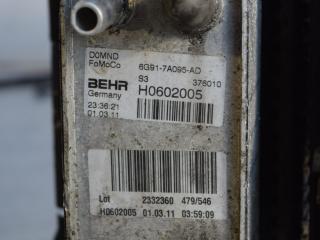 D0MND
FoMoCo 6G91-7A095-AD
BEHR S3 376010
Germany H0602005
23:36:21
01.03.11
Lot 2332360 479/546
H0602005 01.03.11 03:59:09